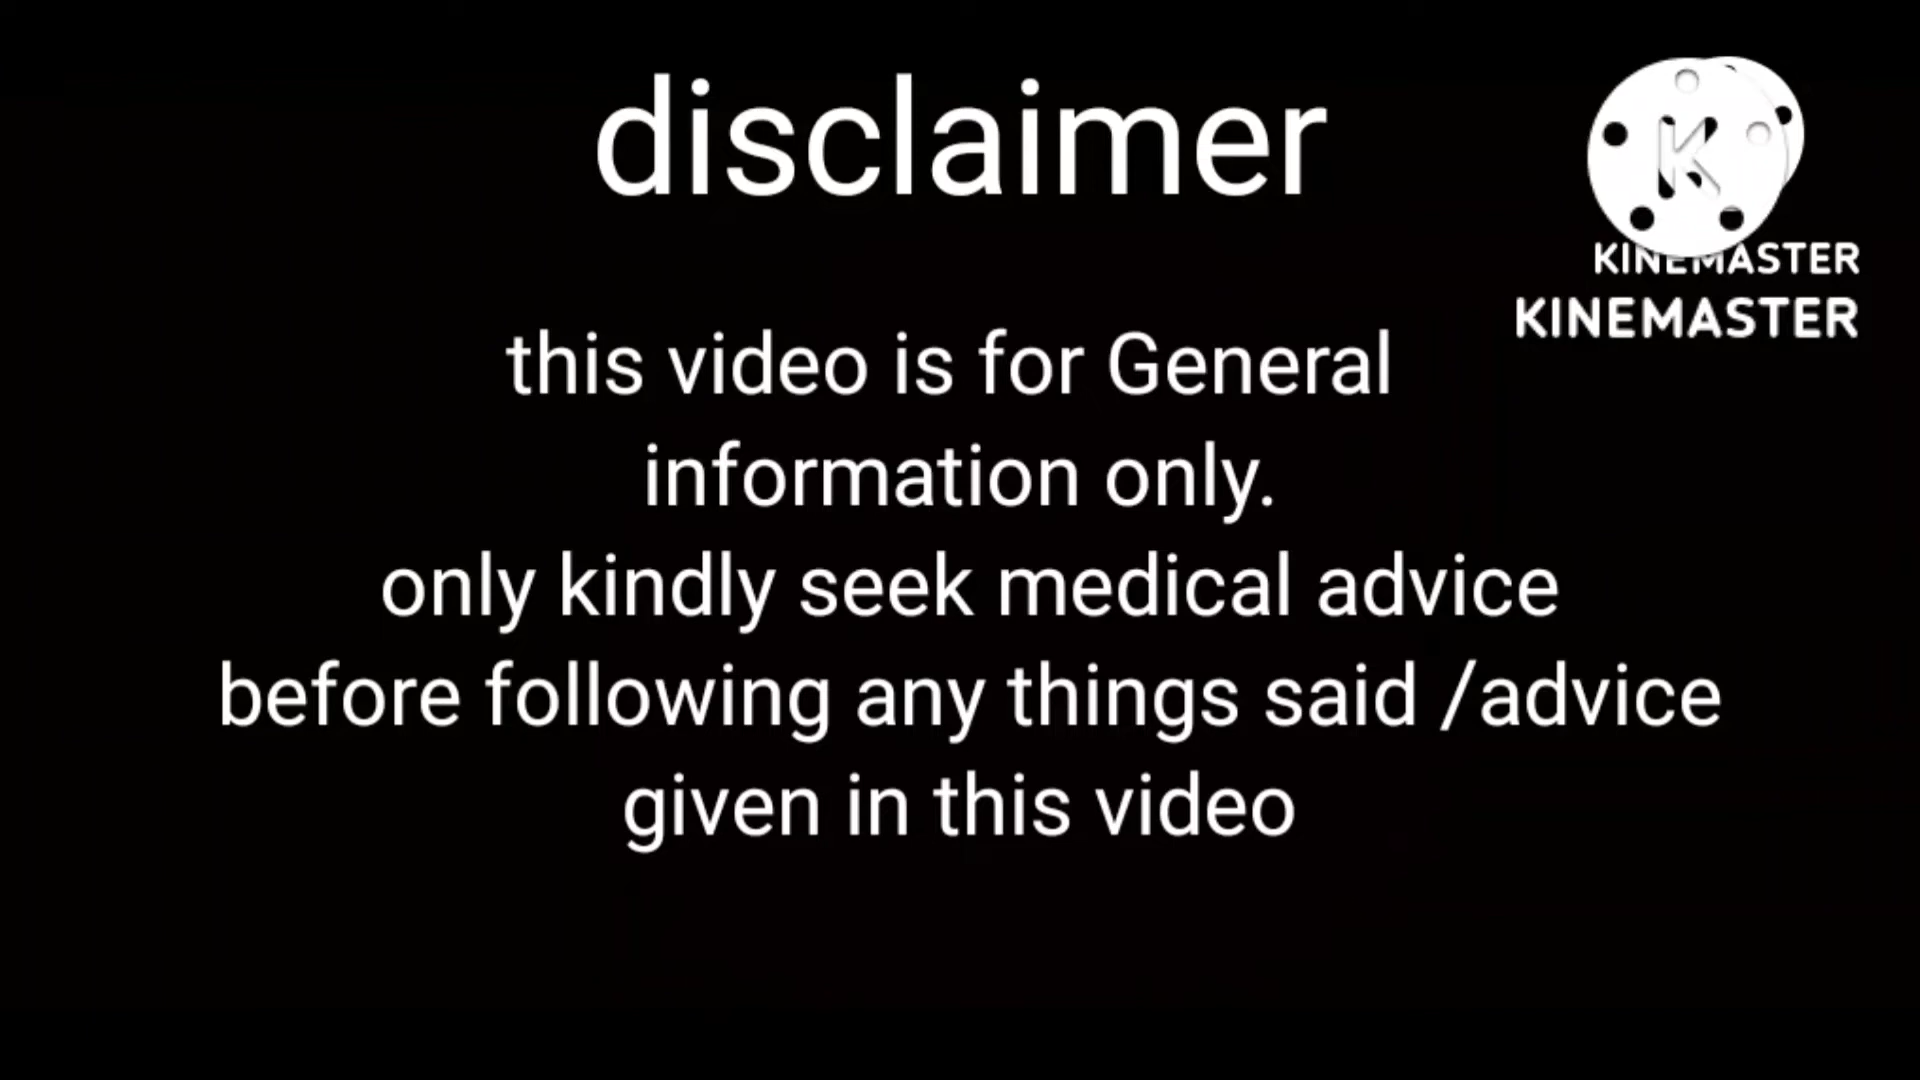 disclaimer
KINEMASTER
KINEMASTER
this video is for General
information only.
only kindly seek medical advice
before following any things said /advice
given in this video